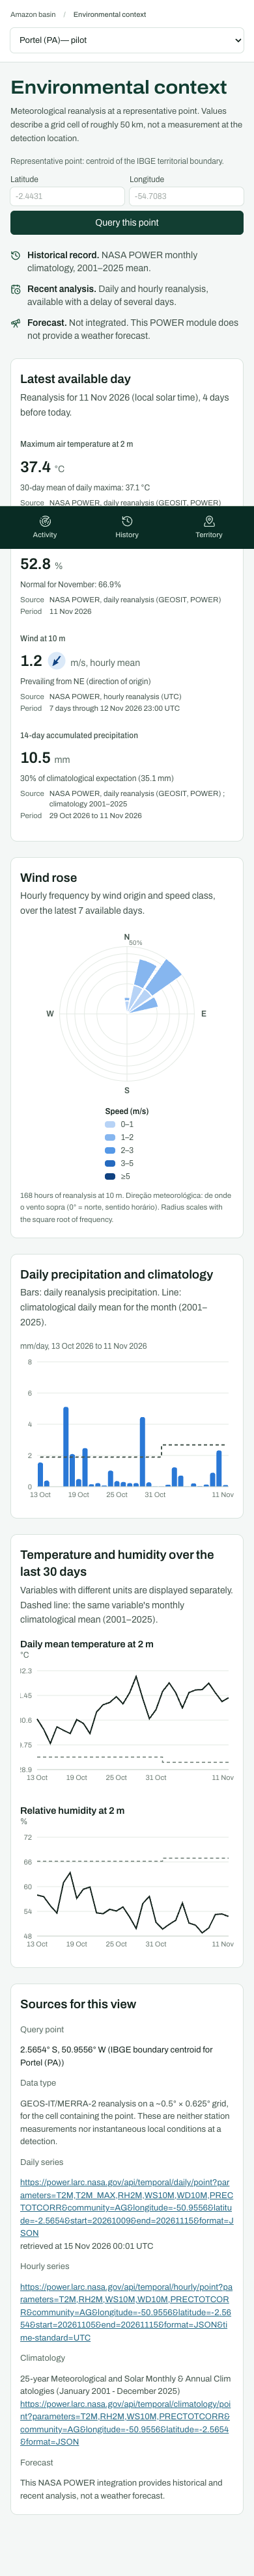 Amazon basin / Environmental context
Portel (PA)— pilot
Environmental context
Meteorological reanalysis at a representative point. Values
describe a grid cell of roughly 50 km, not a measurement at the
detection location.
Representative point: centroid of the IBGE territorial boundary.
Latitude Longitude
-2.4431 -54.7083
Query this point
Historical record. NASA POWER monthly
climatology, 2001–2025 mean.
Recent analysis. Daily and hourly reanalysis,
available with a delay of several days.
Forecast. Not integrated. This POWER module does
not provide a weather forecast.
Latest available day
Reanalysis for 11 Nov 2026 (local solar time), 4 days
before today.
Maximum air temperature at 2 m
37.4 °C
30-day mean of daily maxima: 37.1 °C
Source NASA POWER, daily reanalysis (GEOSIT, POWER)
Activity History Territory
52.8 %
Normal for November: 66.9%
Source NASA POWER, daily reanalysis (GEOSIT, POWER)
Period 11 Nov 2026
Wind at 10 m
1.2 m/s, hourly mean
Prevailing from NE (direction of origin)
Source NASA POWER, hourly reanalysis (UTC)
Period 7 days through 12 Nov 2026 23:00 UTC
14-day accumulated precipitation
10.5 mm
30% of climatological expectation (35.1 mm)
Source NASA POWER, daily reanalysis (GEOSIT, POWER) ;
climatology 2001–2025
Period 29 Oct 2026 to 11 Nov 2026
Wind rose
Hourly frequency by wind origin and speed class,
over the latest 7 available days.
N
50%
W E
S
Speed (m/s)
0–1
1–2
2–3
3–5
≥5
168 hours of reanalysis at 10 m. Direção meteorológica: de onde
o vento sopra (0° = norte, sentido horário). Radius scales with
the square root of frequency.
Daily precipitation and climatology
Bars: daily reanalysis precipitation. Line:
climatological daily mean for the month (2001–
2025).
mm/day, 13 Oct 2026 to 11 Nov 2026
8
6
4
2
0
13 Oct 19 Oct 25 Oct 31 Oct 11 Nov
Temperature and humidity over the
last 30 days
Variables with different units are displayed separately.
Dashed line: the same variable's monthly
climatological mean (2001–2025).
Daily mean temperature at 2 m
°C
32.3
.45
30.6
9.75
28.9
13 Oct 19 Oct 25 Oct 31 Oct 11 Nov
Relative humidity at 2 m
%
72
66
60
54
48
13 Oct 19 Oct 25 Oct 31 Oct 11 Nov
Sources for this view
Query point
2.5654° S, 50.9556° W (IBGE boundary centroid for
Portel (PA))
Data type
GEOS-IT/MERRA-2 reanalysis on a ~0.5° × 0.625° grid,
for the cell containing the point. These are neither station
measurements nor instantaneous local conditions at a
detection.
Daily series
https://power.larc.nasa.gov/api/temporal/daily/point?par
ameters=T2M,T2M_MAX,RH2M,WS10M,WD10M,PREC
TOTCORR&community=AG&longitude=-50.9556&latitu
de=-2.5654&start=20261009&end=20261115&format=J
SON
retrieved at 15 Nov 2026 00:01 UTC
Hourly series
https://power.larc.nasa.gov/api/temporal/hourly/point?pa
rameters=T2M,RH2M,WS10M,WD10M,PRECTOTCOR
R&community=AG&longitude=-50.9556&latitude=-2.56
54&start=20261105&end=20261115&format=JSON&ti
me-standard=UTC
Climatology
25-year Meteorological and Solar Monthly & Annual Clim
atologies (January 2001 - December 2025)
https://power.larc.nasa.gov/api/temporal/climatology/poi
nt?parameters=T2M,RH2M,WS10M,PRECTOTCORR&
community=AG&longitude=-50.9556&latitude=-2.5654
&format=JSON
Forecast
This NASA POWER integration provides historical and
recent analysis, not a weather forecast.